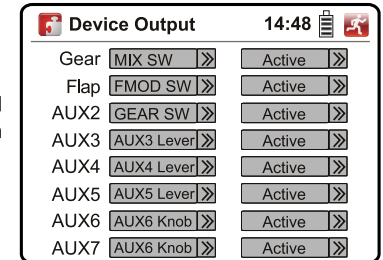 Device Output 14:48
Gear MIX SW Active
Flap FMOD SW Active
AUX2 GEAR SW Active
AUX3 AUX3 Lever Active
AUX4 AUX4 Lever Active
AUX5 AUX5 Lever Active
AUX6 AUX6 Knob Active
AUX7 AUX6 Knob Active